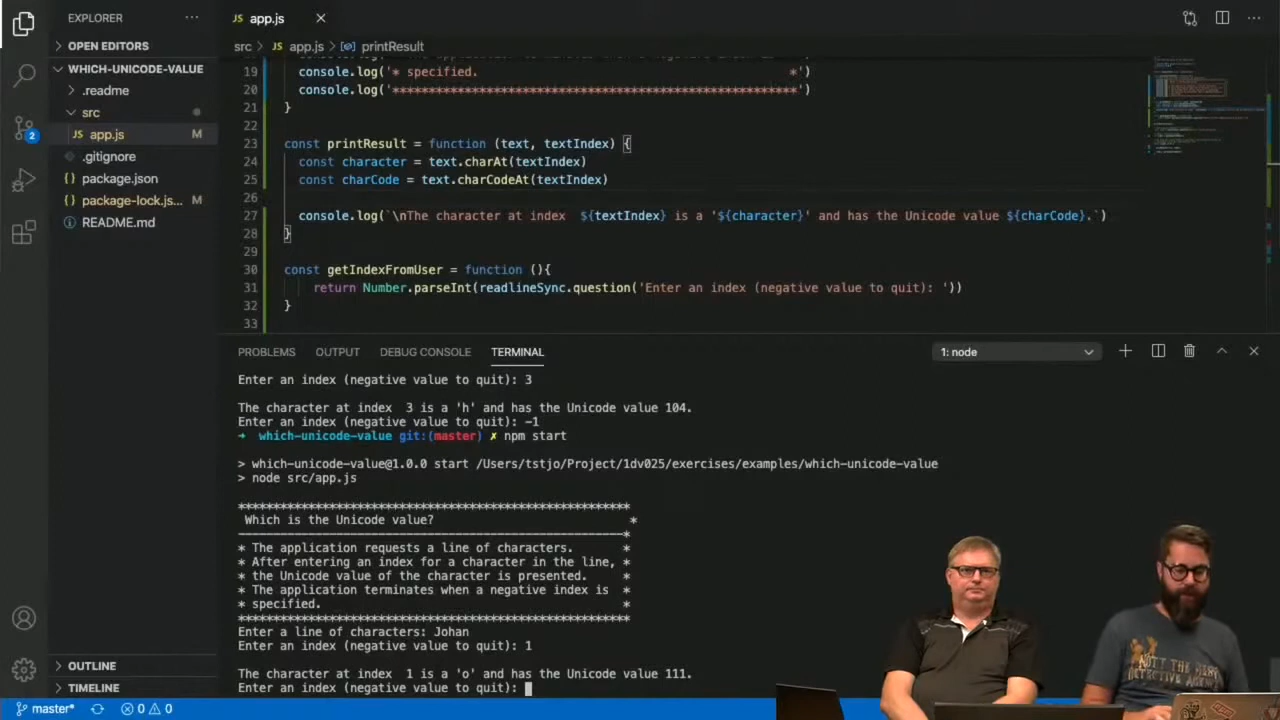 EXPLORER ···
JS app.js ×
OPEN EDITORS
src > JS app.js > printResult
WHICH-UNICODE-VALUE
.readme
src
JS app.js M
.gitignore
{} package.json
{} package-lock.js... M
README.md
2
19 console.log('* specified. *')
20 console.log('**********************************************************')
21 }
22
23 const printResult = function (text, textIndex) {
24 const character = text.charAt(textIndex)
25 const charCode = text.charCodeAt(textIndex)
26
27 console.log(`\nThe character at index  ${textIndex} is a '${character}' and has the Unicode value ${charCode}.`)
28 }
29
30 const getIndexFromUser = function (){
31 return Number.parseInt(readlineSync.question('Enter an index (negative value to quit): '))
32 }
33
PROBLEMS OUTPUT DEBUG CONSOLE TERMINAL 1: node
Enter an index (negative value to quit): 3
The character at index  3 is a 'h' and has the Unicode value 104.
Enter an index (negative value to quit): -1
➜ which-unicode-value git:(master) ✗ npm start
> which-unicode-value@1.0.0 start /Users/tstjo/Project/1dv025/exercises/examples/which-unicode-value
> node src/app.js
********************************************************
Which is the Unicode value? *
-------------------------------------------------------*
* The application requests a line of characters. *
* After entering an index for a character in the line, *
* the Unicode value of the character is presented. *
* The application terminates when a negative index is *
* specified. *
********************************************************
Enter a line of characters: Johan
Enter an index (negative value to quit): 1
The character at index  1 is a 'o' and has the Unicode value 111.
Enter an index (negative value to quit):
OUTLINE
TIMELINE
master* 0 0
NOTT THE
DETECTIVE